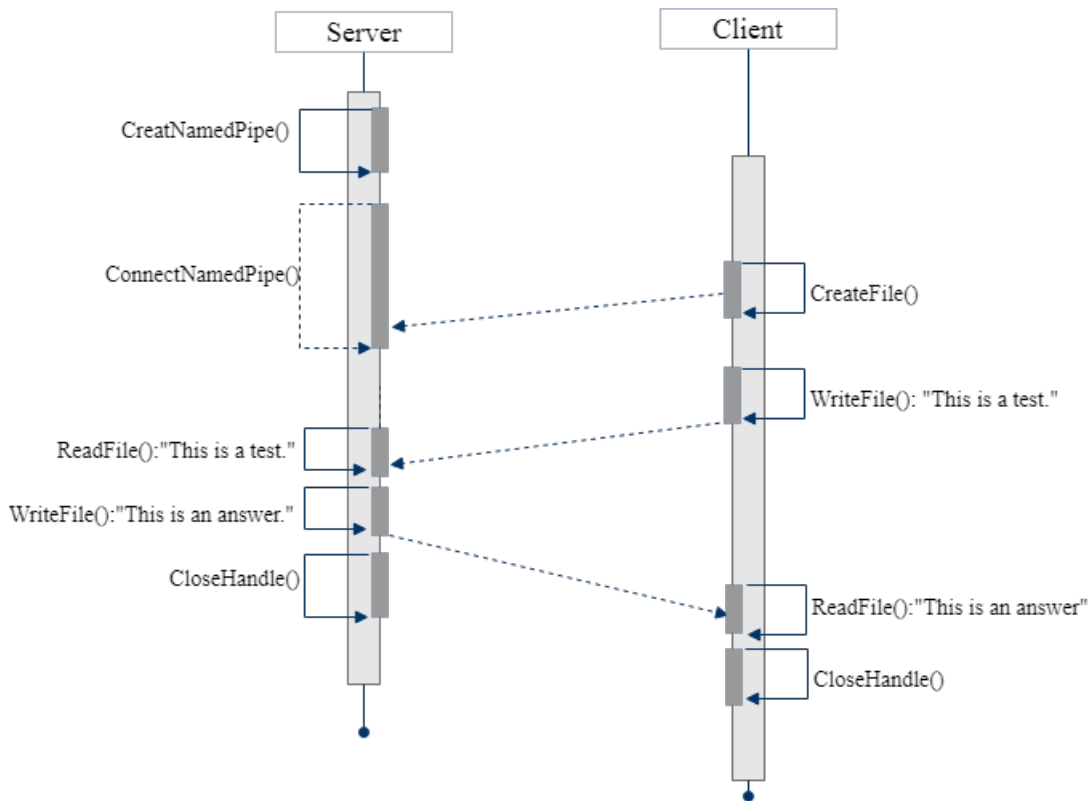 Server
Client
CreatNamedPipe()
ConnectNamedPipe()
CreateFile()
WriteFile(): "This is a test."
ReadFile():"This is a test."
WriteFile():"This is an answer."
CloseHandle()
ReadFile():"This is an answer"
CloseHandle()